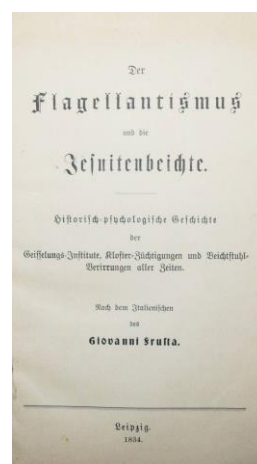 Der
Flagellantismus
und die
Jesuitenbeichte.
Historisch-psychologische Geschichte
der
Geißelungs-Institute, Kloster-Züchtigungen und Beichtstuhl-
Verirrungen aller Zeiten.
Nach dem Italienischen
des
Giovanni Frusta.
Leipzig.
1834.